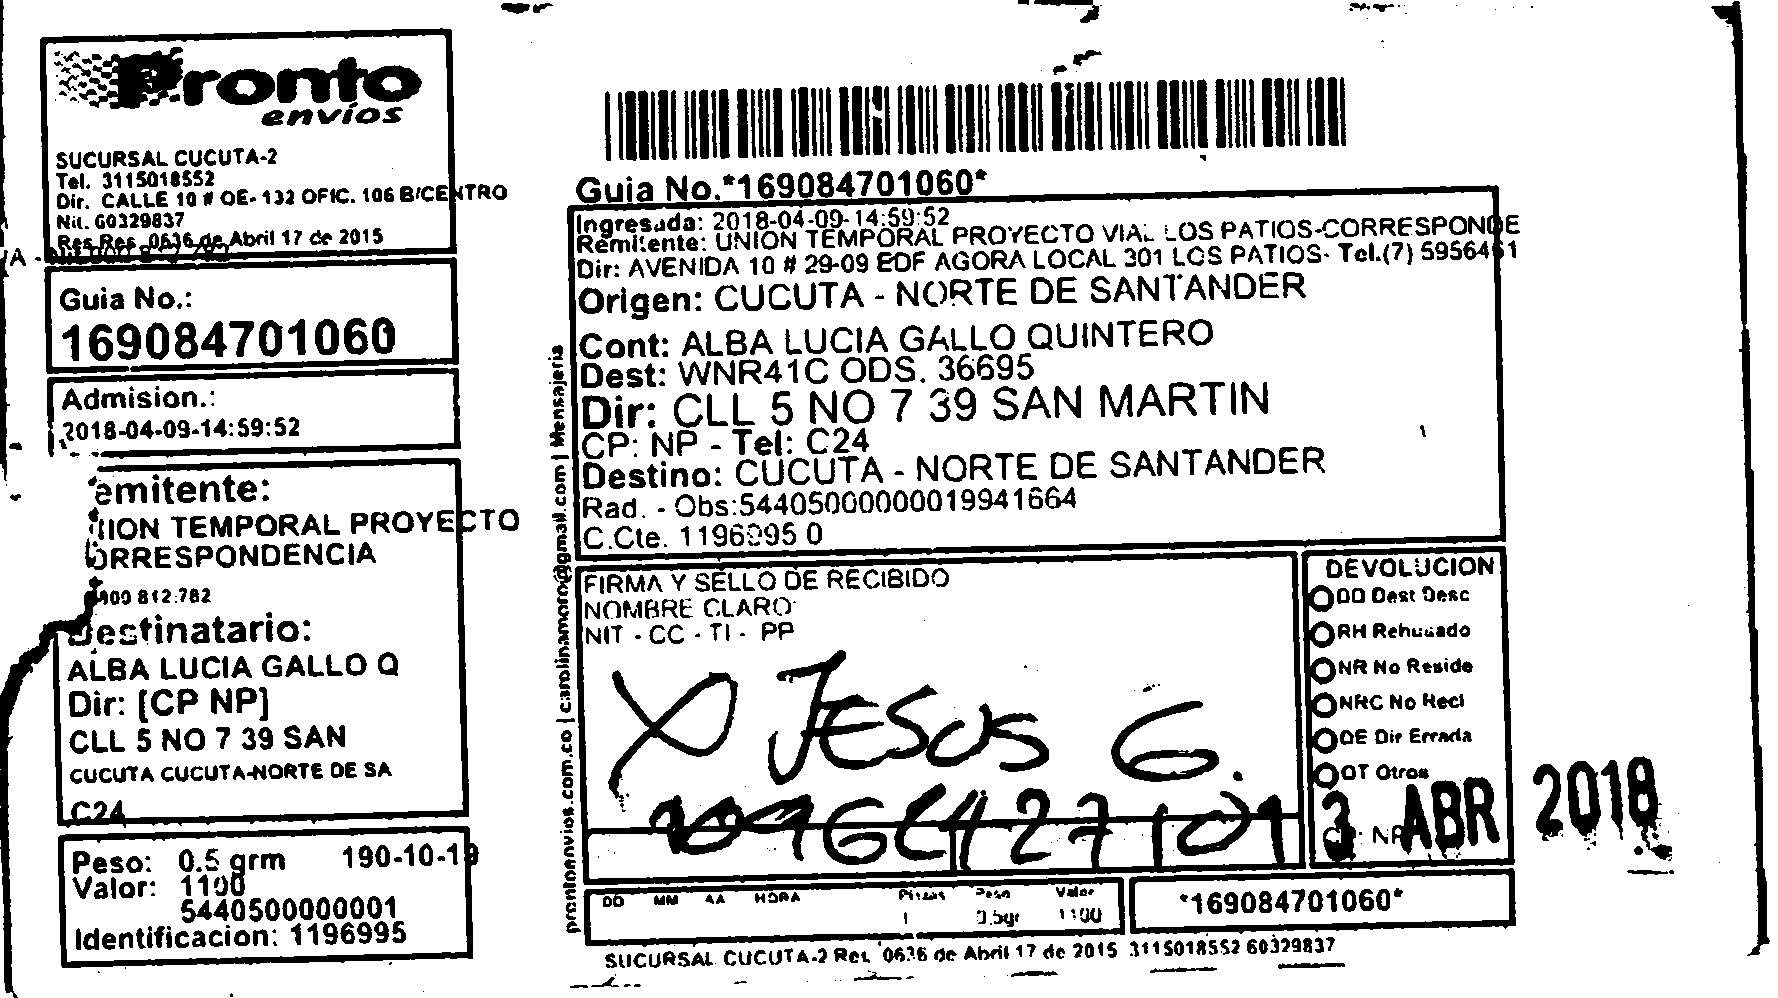 Pronto
envíos
SUCURSAL CUCUTA-2
Tel. 3115018552
Dir. CALLE 10 # OE- 132 OFIC. 106 B/CENTRO
Nit. 60329837
Res.Res. 0636 de Abril 17 de 2015
Guia No.:
169084701060
Admision.:
2018-04-09-14:59:52
emitente:
NION TEMPORAL PROYECTO
ORRESPONDENCIA
900 812.782
Destinatario:
ALBA LUCIA GALLO Q
Dir: [CP NP]
CLL 5 NO 7 39 SAN
CUCUTA CUCUTA-NORTE DE SA
C24
Peso: 0.5 grm 190-10-19
Valor: 1100
5440500000001
Identificacion: 1196995
prontoenvios.com.co | carolinamoro@gmail.com | Mensajeria
Guia No.*169084701060*
Ingresada: 2018-04-09-14:59:52
Remitente: UNION TEMPORAL PROYECTO VIAL LOS PATIOS-CORRESPONDE
Dir: AVENIDA 10 # 29-09 EDF AGORA LOCAL 301 LOS PATIOS- Tel.(7) 5956461
Origen: CUCUTA - NORTE DE SANTANDER
Cont: ALBA LUCIA GALLO QUINTERO
Dest: WNR41C ODS. 36695
Dir: CLL 5 NO 7 39 SAN MARTIN
CP: NP - Tel: C24
Destino: CUCUTA - NORTE DE SANTANDER
Rad. - Obs:54405000000019941664
C.Cte. 1196995 0
FIRMA Y SELLO DE RECIBIDO
NOMBRE CLARO
NIT - CC - TI - PP
X JESUS G.
DEVOLUCION
DD Dest Desc
RH Rehusado
NR No Reside
NRC No Recl
DE Dir Errada
OT Otros
3 ABR 2018
DD MM AA HORA Piezas Peso Valor
1 0.5gr 1100
*169084701060*
SUCURSAL CUCUTA-2 Res. 0636 de Abril 17 de 2015 3115018552 60329837